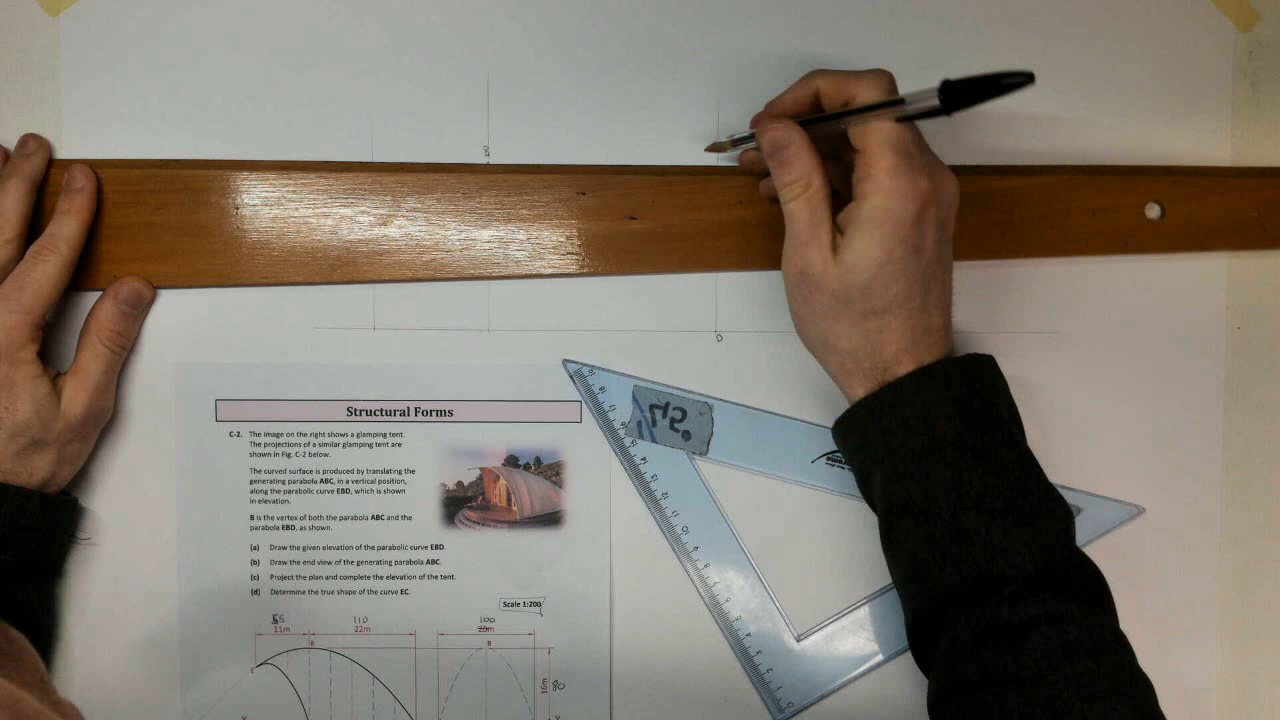 B
D
45°
Structural Forms
C-2. The image on the right shows a glamping tent.
The projections of a similar glamping tent are
shown in Fig. C-2 below.
The curved surface is produced by translating the
generating parabola ABC, in a vertical position,
along the parabolic curve EBD, which is shown
in elevation.
B is the vertex of both the parabola ABC and the
parabola EBD, as shown.
(a) Draw the given elevation of the parabolic curve EBD.
(b) Draw the end view of the generating parabola ABC.
(c) Project the plan and complete the elevation of the tent.
(d) Determine the true shape of the curve EC.
Scale 1:200
55 110 100
11m 22m 20m
B B
E
16m 80
X Y